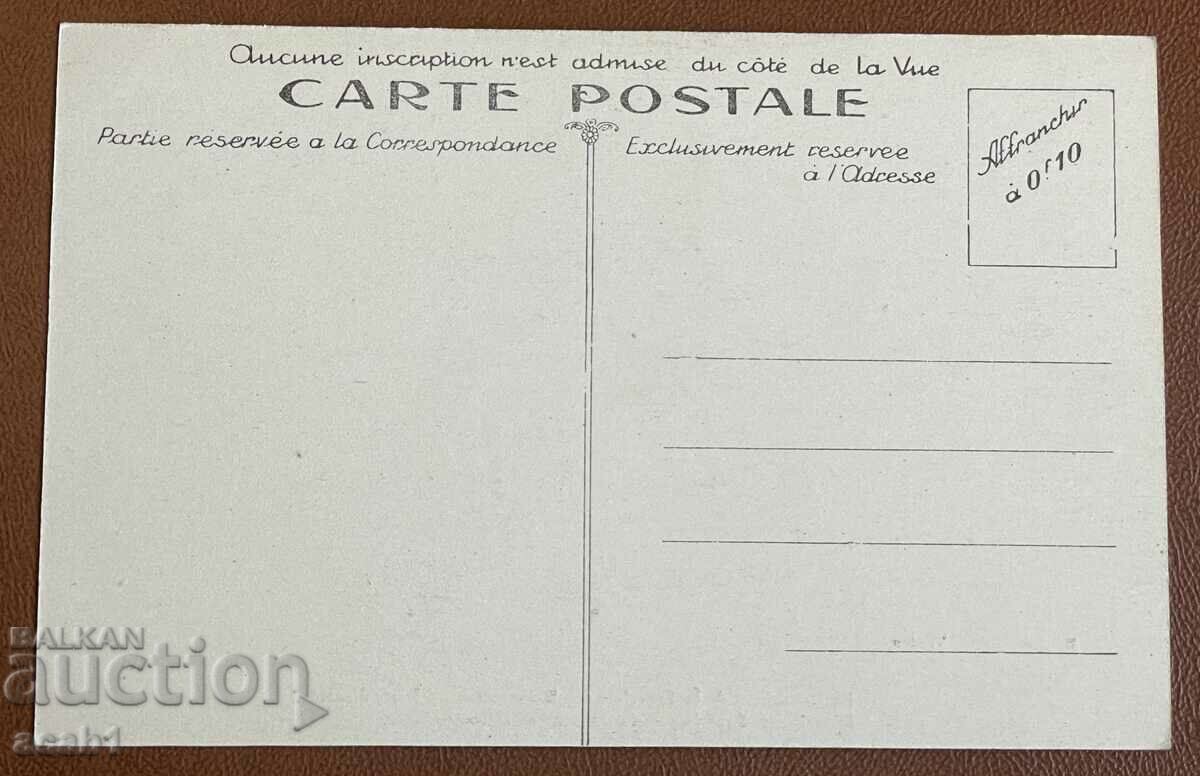 Aucune inscription n'est admise du côté de la Vue
CARTE POSTALE
Partie reservée a la Correspondance
Exclusivement reservee
à l'Adresse
Affranchir
à 0f10
BALKAN
auction
acab1